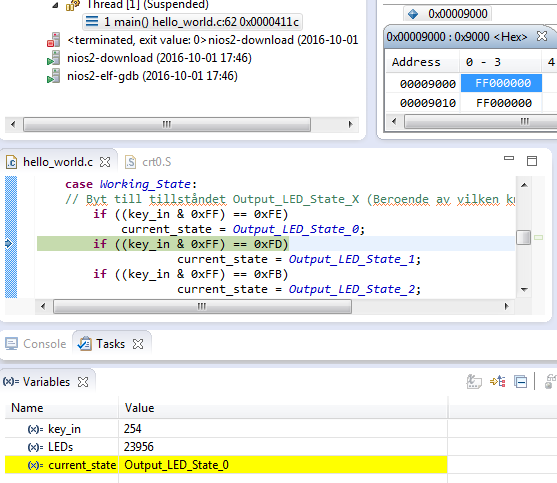 Thread [1] (Suspended)
1 main() hello_world.c:62 0x0000411c
<terminated, exit value: 0>nios2-download (2016-10-01
nios2-download (2016-10-01 17:46)
nios2-elf-gdb (2016-10-01 17:46)
0x00009000
0x00009000 : 0x9000 <Hex>
Address 0 - 3 4
00009000 FF000000
00009010 FF000000
hello_world.c crt0.S
case Working_State:
// Byt till tillståndet Output_LED_State_X (Beroende av vilken k
if ((key_in & 0xFF) == 0xFE)
current_state = Output_LED_State_0;
if ((key_in & 0xFF) == 0xFD)
current_state = Output_LED_State_1;
if ((key_in & 0xFF) == 0xFB)
current_state = Output_LED_State_2;
Console Tasks
(x)= Variables
Name Value
(x)= key_in 254
(x)= LEDs 23956
(x)= current_state Output_LED_State_0